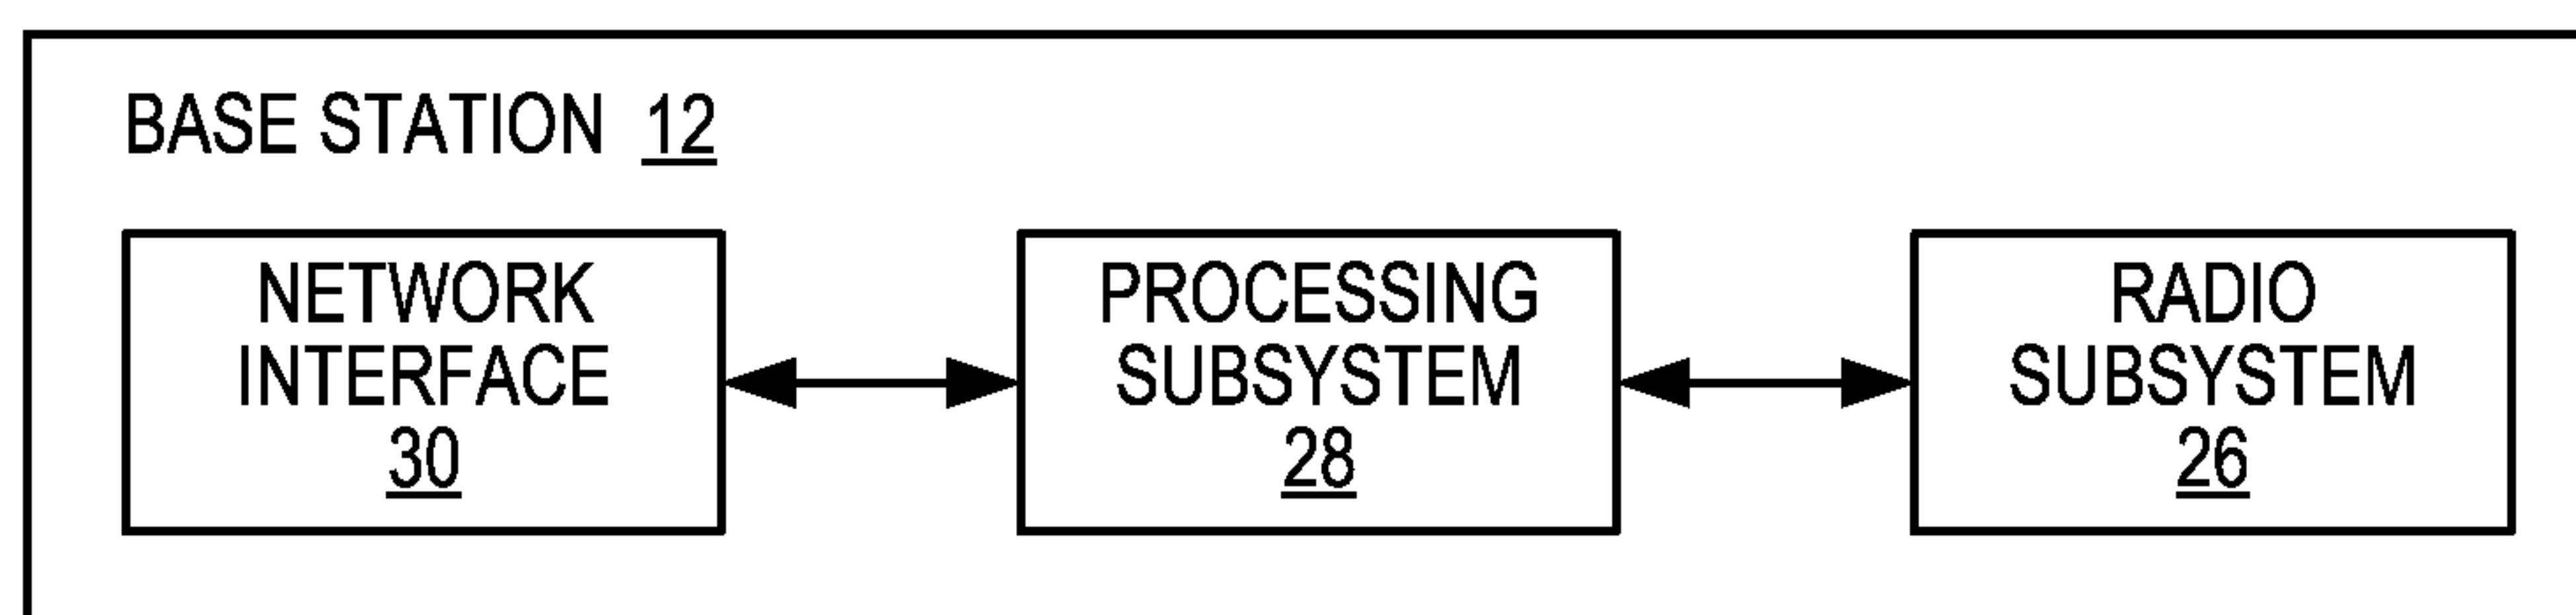 BASE STATION 12
NETWORK
INTERFACE
30
PROCESSING
SUBSYSTEM
28
RADIO
SUBSYSTEM
26